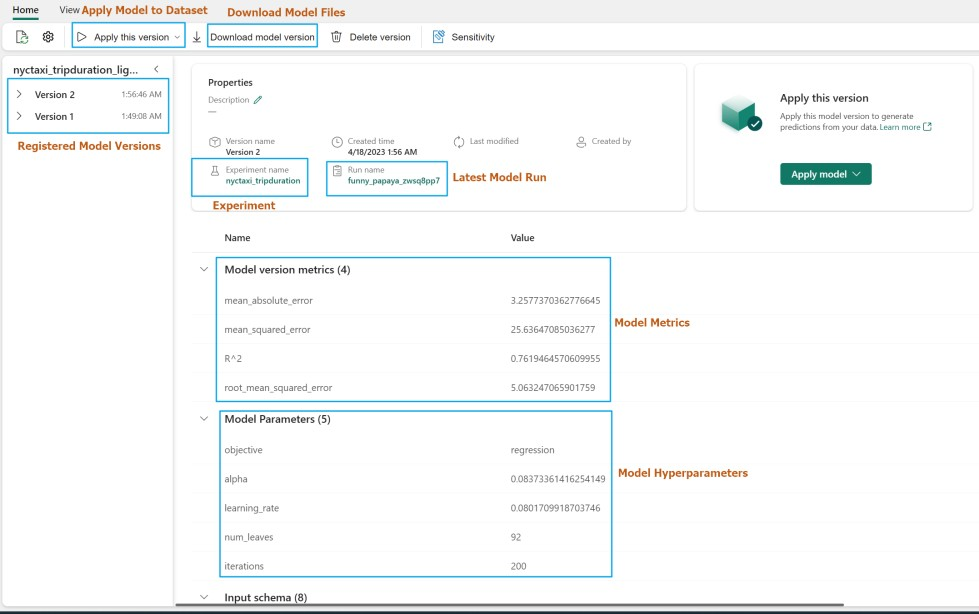 Home View Apply Model to Dataset Download Model Files
Apply this version Download model version Delete version Sensitivity
nyctaxi_tripduration_lig...
Version 2 1:56:46 AM
Version 1 1:49:08 AM
Registered Model Versions
Properties
Description
—
Version name
Version 2
Created time
4/18/2023 1:56 AM
Last modified
Created by
Experiment name
nyctaxi_tripduration
Run name
funny_papaya_zwsq8pp7
Latest Model Run
Experiment
Apply this version
Apply this model version to generate
predictions from your data. Learn more
Apply model
Name Value
Model version metrics (4)
mean_absolute_error 3.2577370362776645
mean_squared_error 25.63647085036277
Model Metrics
R^2 0.7619464570609955
root_mean_squared_error 5.063247065901759
Model Parameters (5)
objective regression
Model Hyperparameters
alpha 0.08373361416254149
learning_rate 0.0801709918703746
num_leaves 92
iterations 200
Input schema (8)